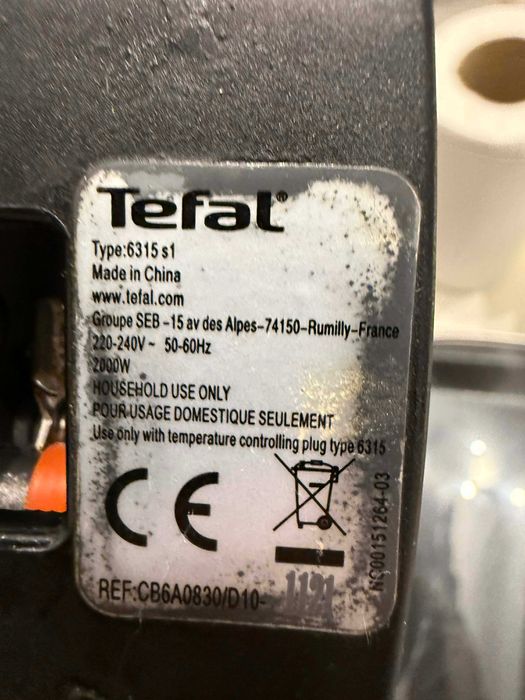 Tefal®
Type:6315 s1
Made in China
www.tefal.com
Groupe SEB -15 av des Alpes-74150-Rumilly-France
220-240V~ 50-60Hz
2000W
HOUSEHOLD USE ONLY
POUR USAGE DOMESTIQUE SEULEMENT
Use only with temperature controlling plug type 6315
CE
REF:CB6A0830/D10- 1121
NC00151264-03